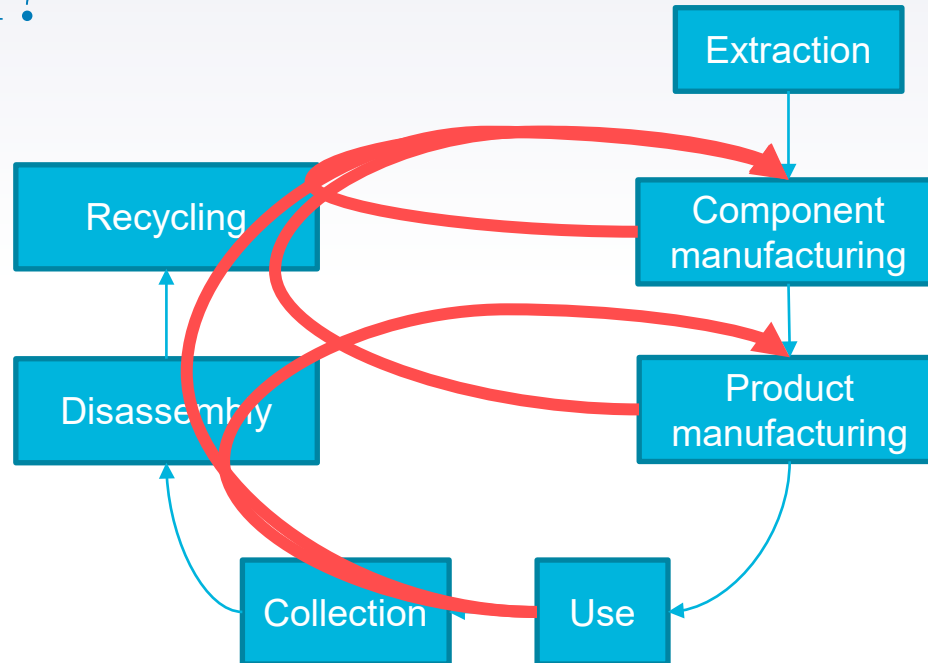 Extraction
Recycling
Component
manufacturing
Disassembly
Product
manufacturing
Collection
Use